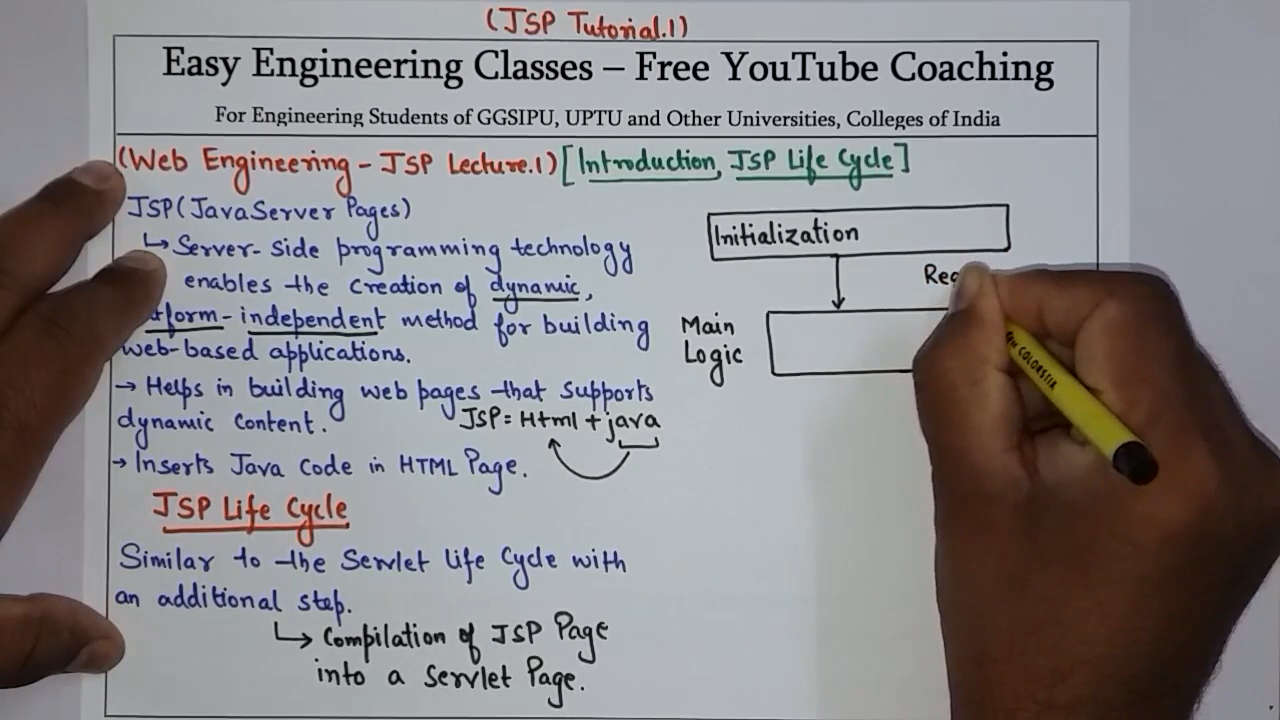 (JSP Tutorial.1)
Easy Engineering Classes – Free YouTube Coaching
For Engineering Students of GGSIPU, UPTU and Other Universities, Colleges of India
(Web Engineering - JSP Lecture.1) [Introduction, JSP Life Cycle]
JSP (JavaServer Pages)
↳ Server-side programming technology
enables the creation of dynamic,
form-independent method for building
web-based applications.
→ Helps in building web pages that supports
dynamic content.
JSP = Html + java
→ Inserts Java Code in HTML Page.
JSP Life Cycle
Similar to the Servlet life Cycle with
an additional step.
↳ Compilation of JSP Page
into a Servlet Page.
Initialization
Main
Logic